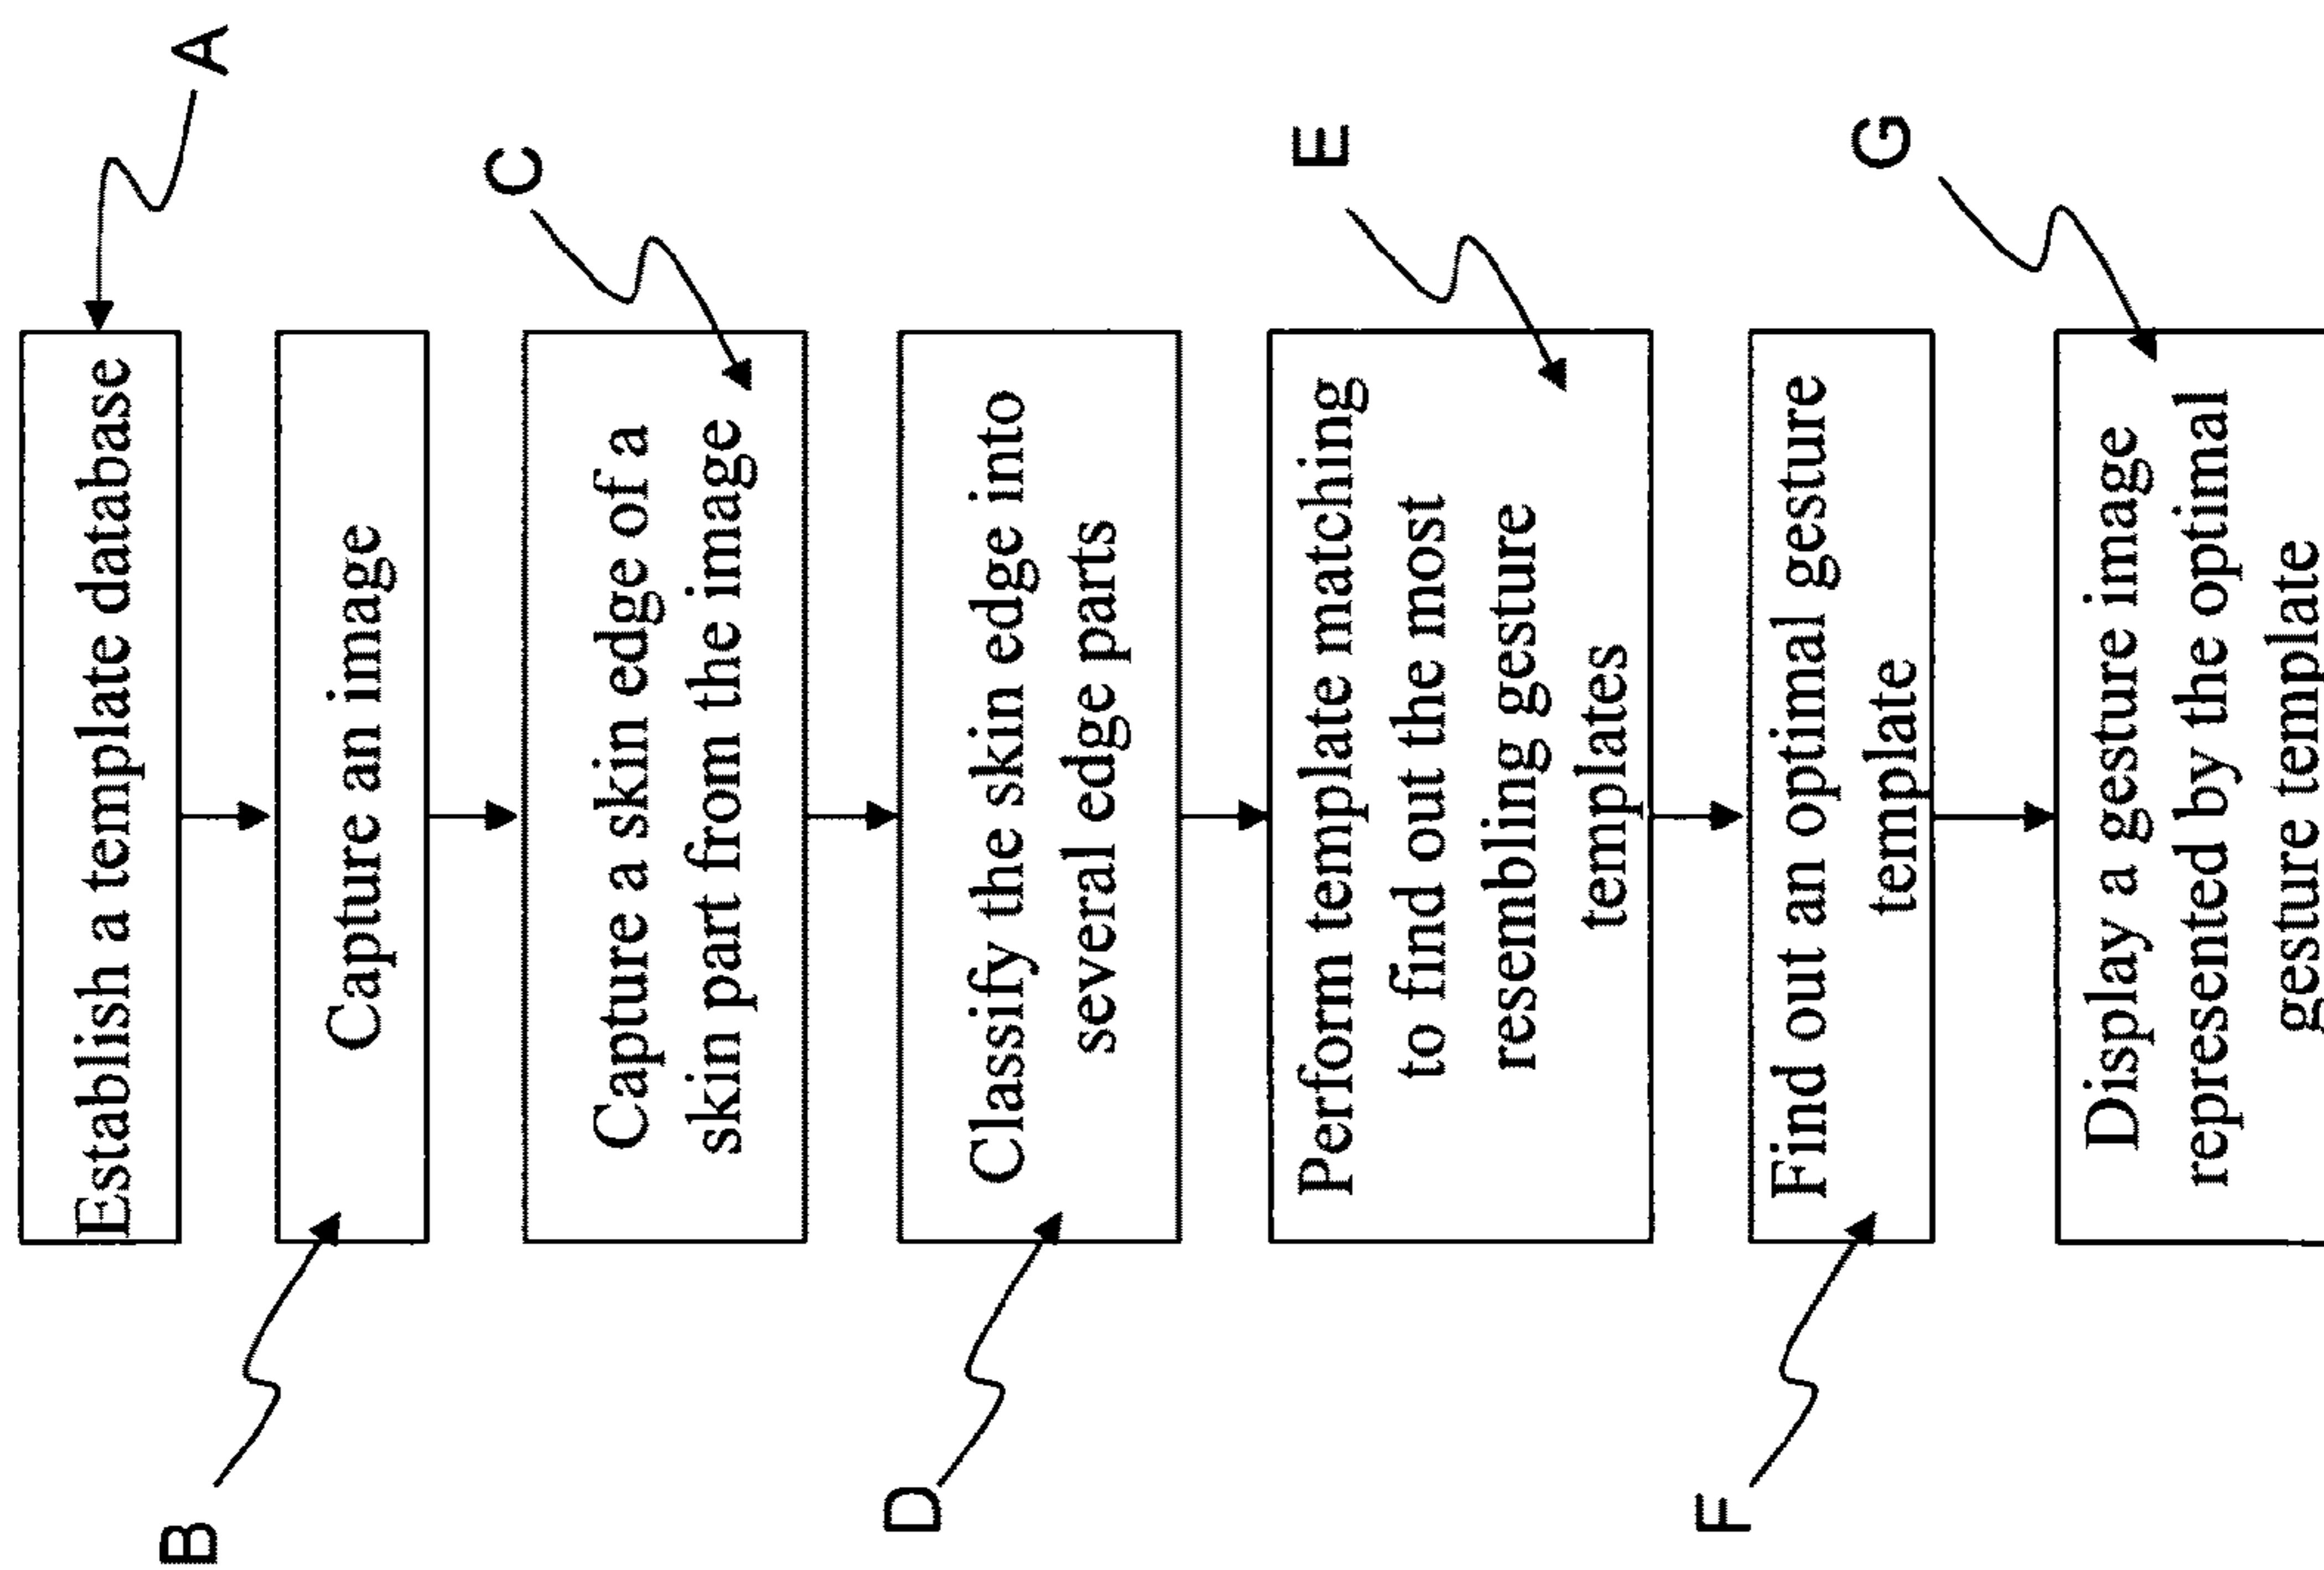 A
Establish a template database
B
Capture an image
C
Capture a skin edge of a
skin part from the image
D
Classify the skin edge into
several edge parts
E
Perform template matching
to find out the most
resembling gesture
templates
F
Find out an optimal gesture
template
G
Display a gesture image
represented by the optimal
gesture template